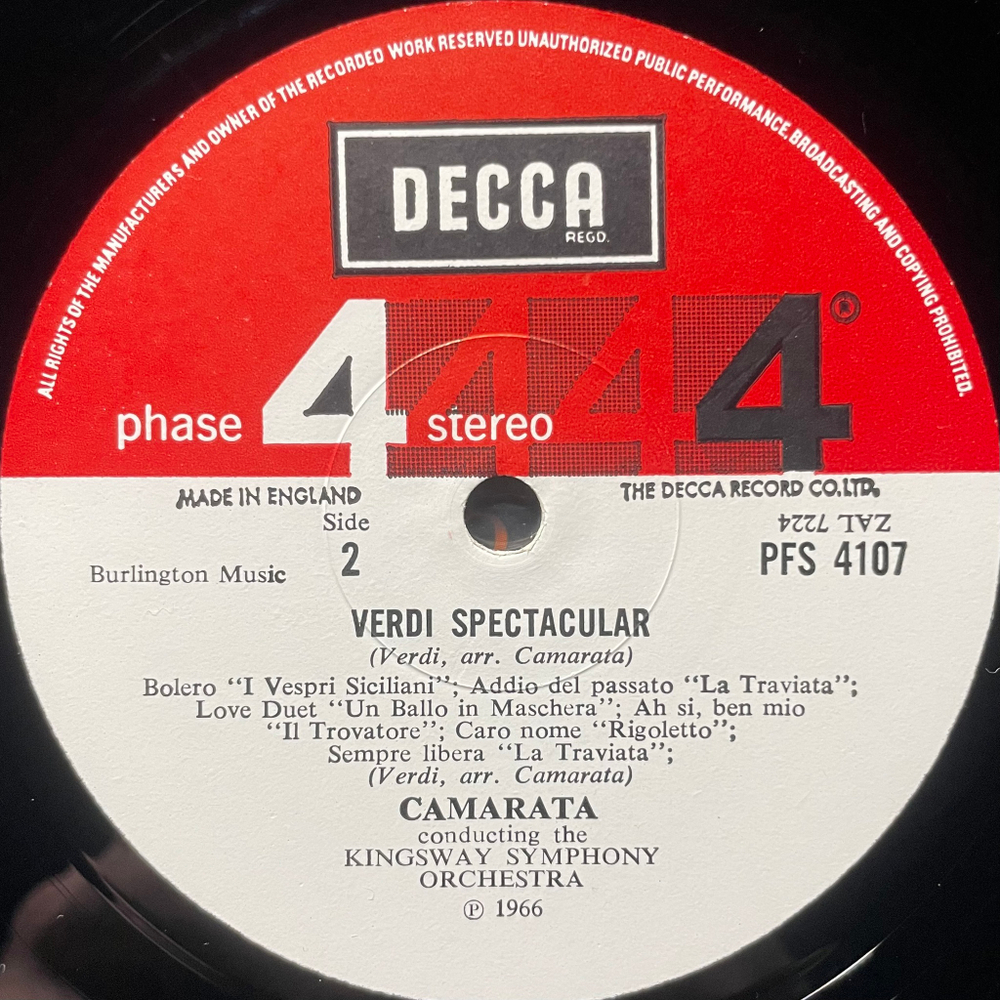 ALL RIGHTS OF THE MANUFACTURERS AND OWNER OF THE RECORDED WORK RESERVED UNAUTHORIZED PUBLIC PERFORMANCE, BROADCASTING AND COPYING PROHIBITED.
DECCA
REGD.
phase 4 stereo 4 4 4 ®
MADE IN ENGLAND
THE DECCA RECORD CO. LTD.
Side
ZAL 7224
2
PFS 4107
Burlington Music
VERDI SPECTACULAR
(Verdi, arr. Camarata)
Bolero “I Vespri Siciliani”; Addio del passato “La Traviata”;
Love Duet “Un Ballo in Maschera”; Ah si, ben mio
“Il Trovatore”; Caro nome “Rigoletto”;
Sempre libera “La Traviata”;
(Verdi, arr. Camarata)
CAMARATA
conducting the
KINGSWAY SYMPHONY
ORCHESTRA
℗ 1966